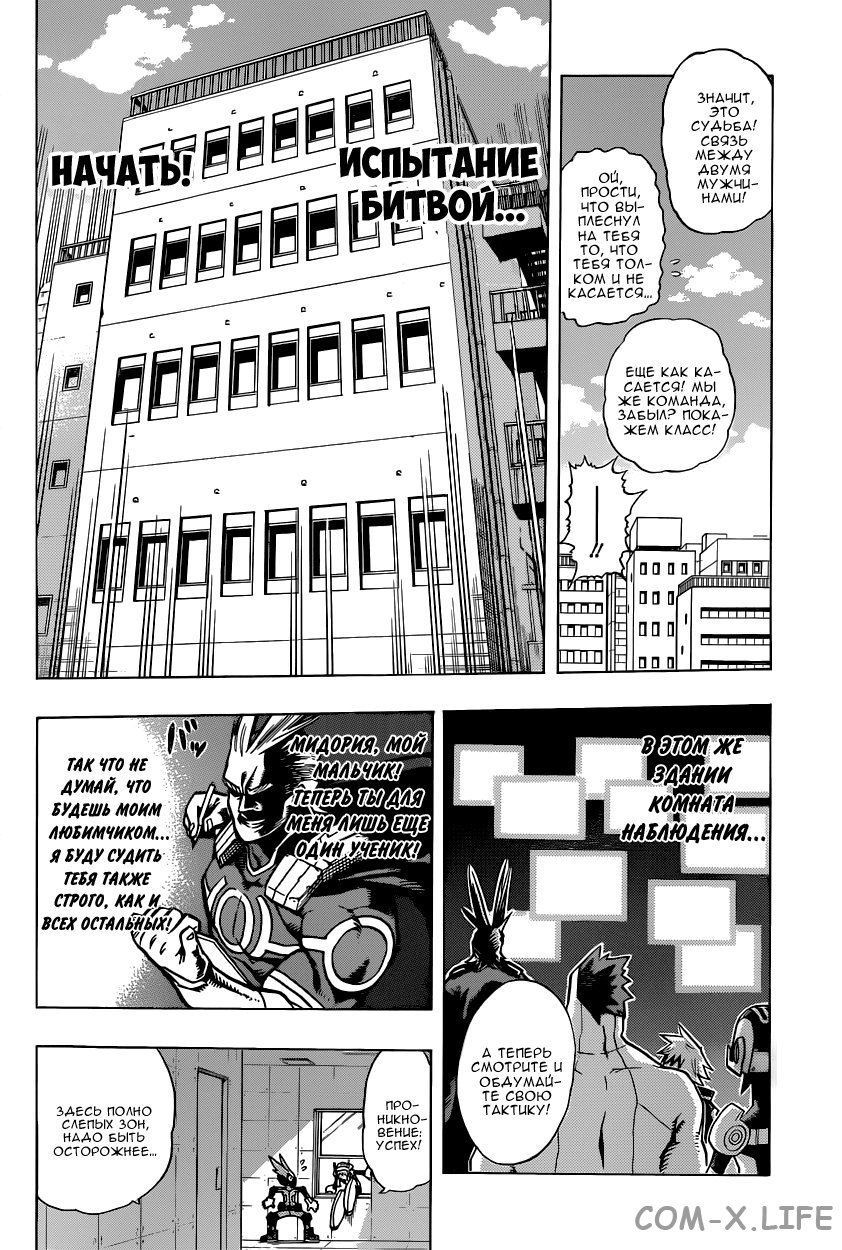 ЗНАЧИТ,
ЭТО
СУДЬБА!
СВЯЗЬ
МЕЖДУ
ДВУМЯ
МУЖЧИ-
НАМИ!
ОЙ,
ПРОСТИ,
ЧТО ВЫ-
ПЛЕСНУЛ
НА ТЕБЯ
ТО, ЧТО
ТЕБЯ ТОЛ-
КОМ И НЕ
КАСАЕТСЯ...
ЕЩЕ КАК КА-
САЕТСЯ! МЫ
ЖЕ КОМАНДА,
ЗАБЫЛ? ПОКА-
ЖЕМ КЛАСС!
!!
ИСПЫТАНИЕ
БИТВОЙ...
НАЧАТЬ!
В ЭТОМ ЖЕ
ЗДАНИИ
КОМНАТА
НАБЛЮДЕНИЯ...
А ТЕПЕРЬ
СМОТРИТЕ И
ОБДУМАЙ-
ТЕ СВОЮ
ТАКТИКУ!
МИДОРИЯ, МОЙ
МАЛЬЧИК!
ТЕПЕРЬ ТЫ ДЛЯ
МЕНЯ ЛИШЬ ЕЩЕ
ОДИН УЧЕНИК!
ТАК ЧТО НЕ
ДУМАЙ, ЧТО
БУДЕШЬ МОИМ
ЛЮБИМЧИКОМ...
Я БУДУ СУДИТЬ
ТЕБЯ ТАКЖЕ
СТРОГО, КАК И
ВСЕХ ОСТАЛЬНЫХ!
ПРО-
НИКНО-
ВЕНИЕ:
УСПЕХ!
ЗДЕСЬ ПОЛНО
СЛЕПЫХ ЗОН,
НАДО БЫТЬ
ОСТОРОЖНЕЕ...
COM-X.LIFE